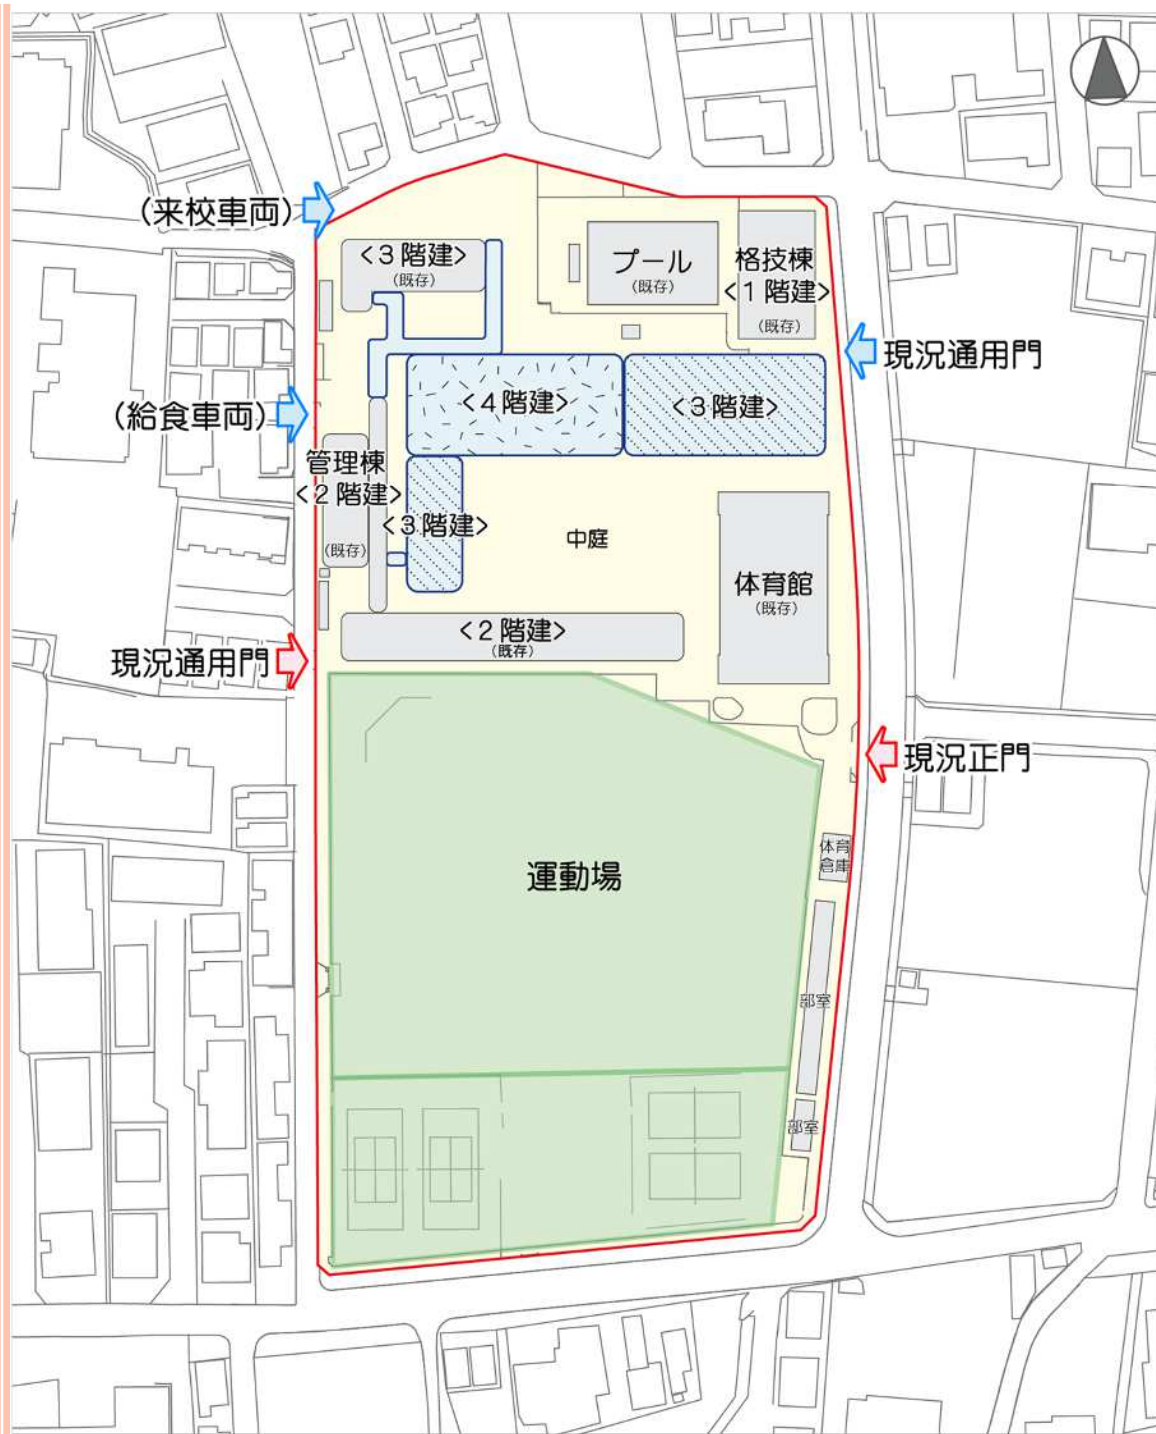 (来校車両)
<3階建>
(既存)
プール
(既存)
格技棟
<1階建>
(既存)
現況通用門
(給食車両)
<4階建>
<3階建>
管理棟
<2階建>
(既存)
<3階建>
中庭
体育館
(既存)
<2階建>
(既存)
現況通用門
現況正門
運動場
体育
倉庫
部室
部室